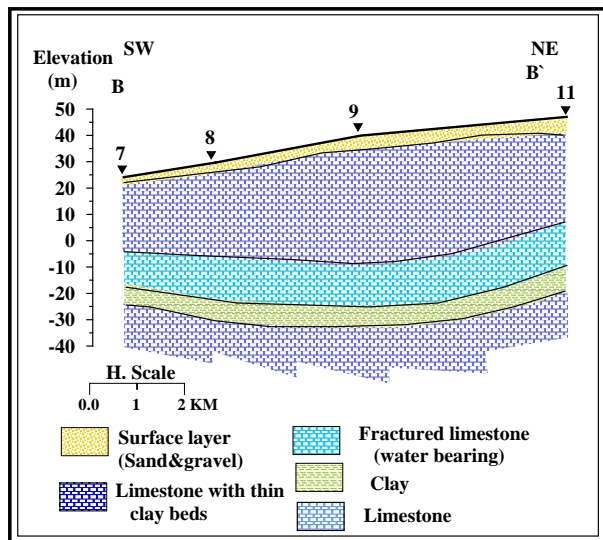 SW
NE
Elevation
(m)
B
B`
7
8
9
11
50
40
30
20
10
0
-10
-20
-30
-40
H. Scale
0.0 1 2 KM
Surface layer
(Sand&gravel)
Limestone with thin
clay beds
Fractured limestone
(water bearing)
Clay
Limestone